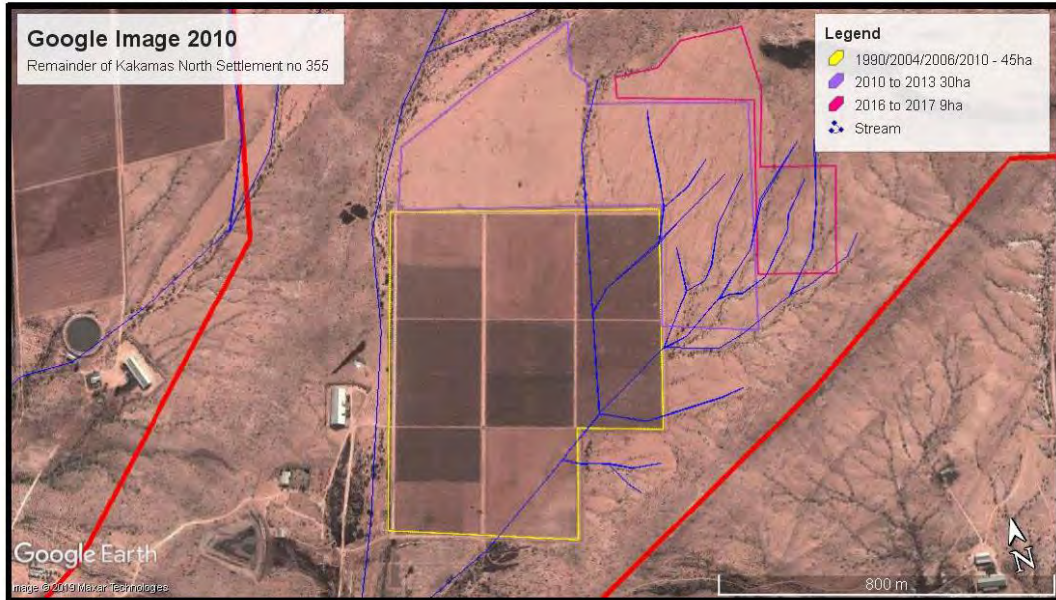 Google Image 2010
Remainder of Kakamas North Settlement no 355
Legend
1990/2004/2006/2010 - 45ha
2010 to 2013 30ha
2016 to 2017 9ha
Stream
N
Google Earth
Image © 2019 Maxar Technologies
800 m